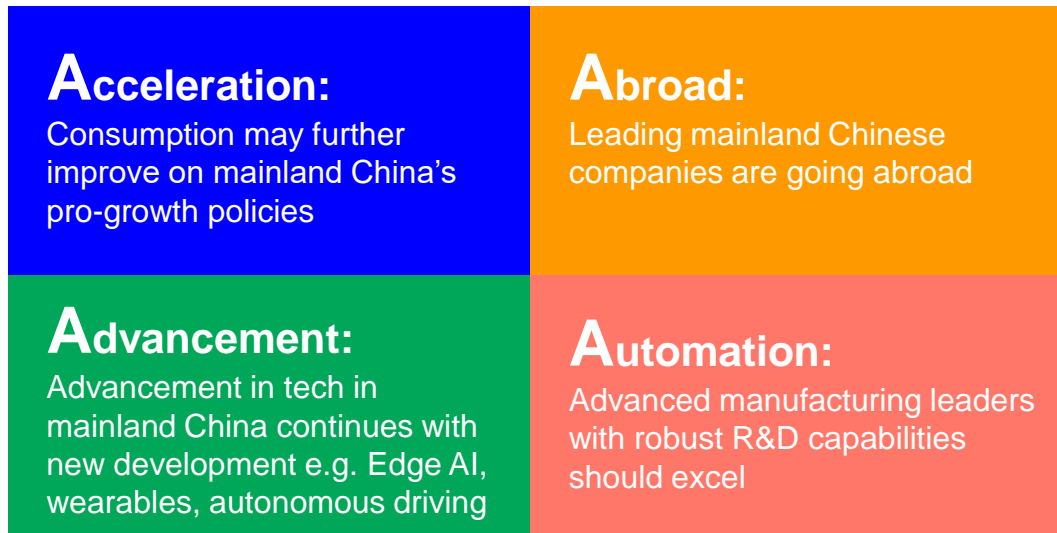 Acceleration:
Consumption may further
improve on mainland China’s
pro-growth policies
Abroad:
Leading mainland Chinese
companies are going abroad
Advancement:
Advancement in tech in
mainland China continues with
new development e.g. Edge AI,
wearables, autonomous driving
Automation:
Advanced manufacturing leaders
with robust R&D capabilities
should excel